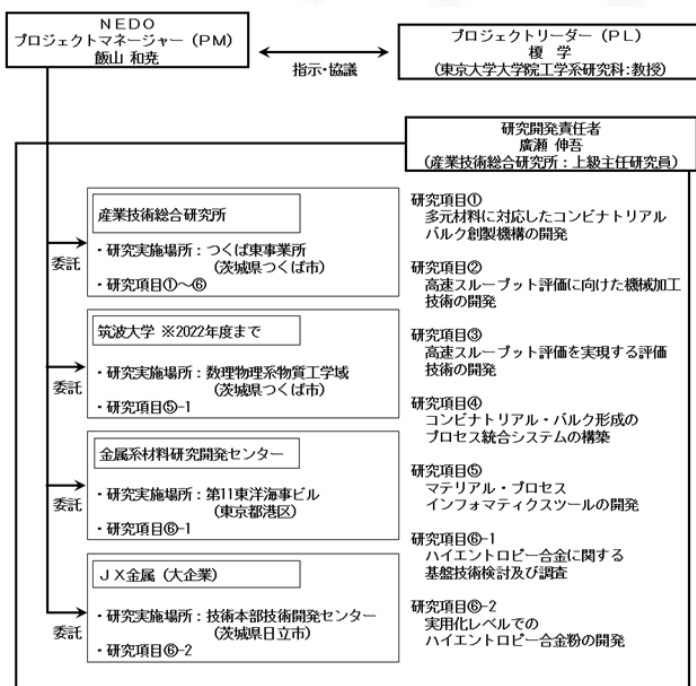 NEDO
プロジェクトマネージャー(PM)
飯山 和尭
指示・協議
プロジェクトリーダー(PL)
榎 学
(東京大学大学院工学系研究科:教授)
研究開発責任者
廣瀬 伸吾
(産業技術総合研究所:上級主任研究員)
委託
産業技術総合研究所
・研究実施場所:つくば東事業所
(茨城県つくば市)
・研究項目①~⑥
委託
筑波大学 ※2022年度まで
・研究実施場所:数理物理系物質工学域
(茨城県つくば市)
・研究項目⑤-1
委託
金属系材料研究開発センター
・研究実施場所:第11東洋海事ビル
(東京都港区)
・研究項目⑥-1
委託
JX金属(大企業)
・研究実施場所:技術本部技術開発センター
(茨城県日立市)
・研究項目⑥-2
研究項目①
多元材料に対応したコンビナトリアル
バルク創製機構の開発
研究項目②
高速スループット評価に向けた機械加工
技術の開発
研究項目③
高速スループット評価を実現する評価
技術の開発
研究項目④
コンビナトリアル・バルク形成の
プロセス統合システムの構築
研究項目⑤
マテリアル・プロセス
インフォマティクスツールの開発
研究項目⑥-1
ハイエントロピー合金に関する
基盤技術検討及び調査
研究項目⑥-2
実用化レベルでの
ハイエントロピー合金粉の開発